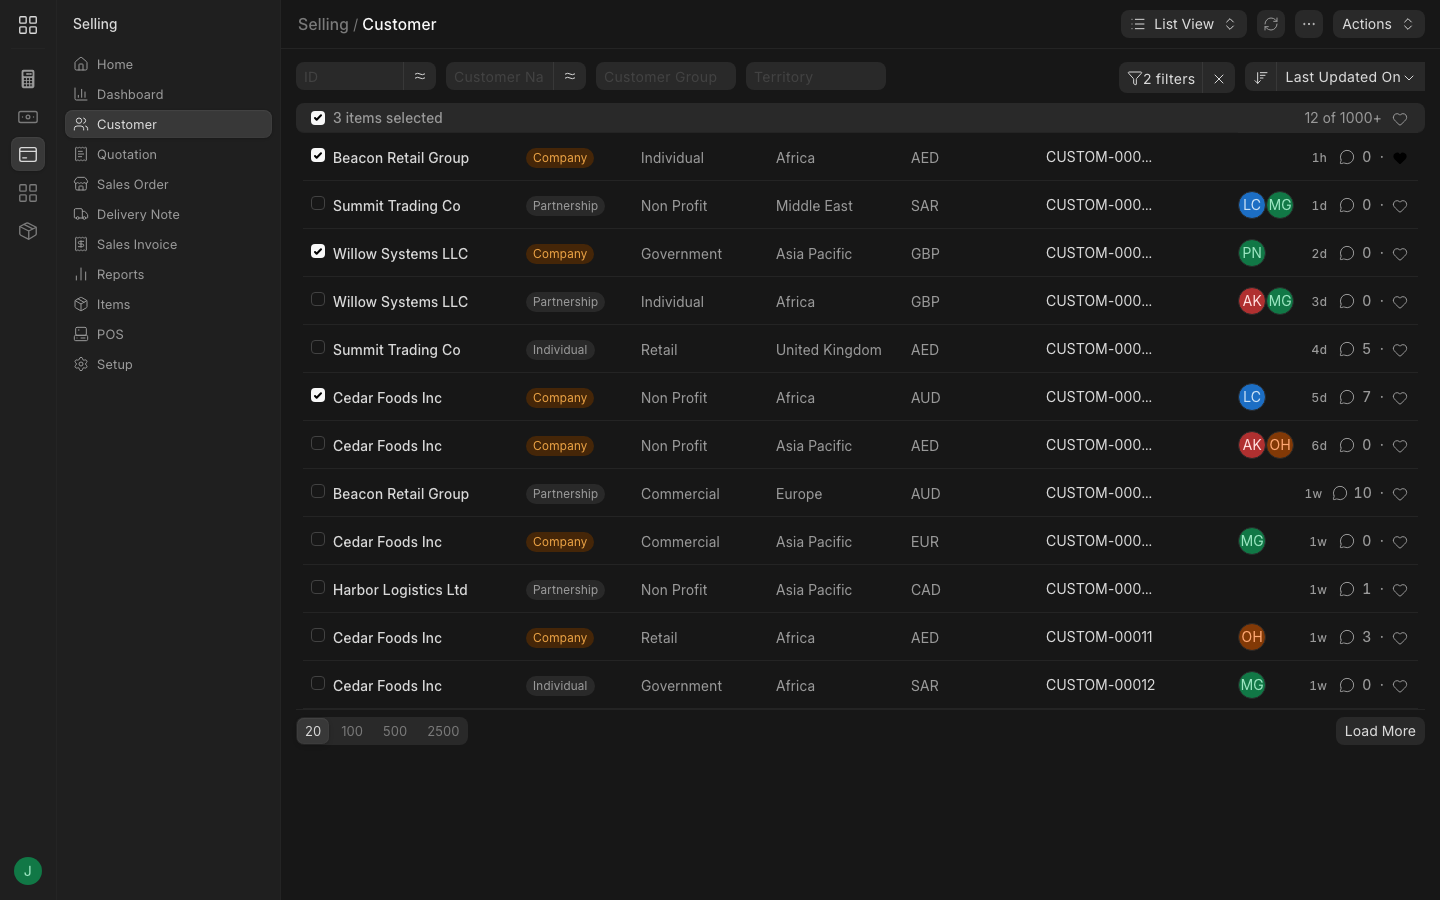 Selling
Home
Dashboard
Customer
Quotation
Sales Order
Delivery Note
Sales Invoice
Reports
Items
POS
Setup
J
Selling / Customer
List View
Actions
ID
Customer Na
Customer Group
Territory
2 filters
Last Updated On
3 items selected
12 of 1000+
Beacon Retail Group Company Individual Africa AED CUSTOM-000... 1h 0 ·
Summit Trading Co Partnership Non Profit Middle East SAR CUSTOM-000... LC MG 1d 0 ·
Willow Systems LLC Company Government Asia Pacific GBP CUSTOM-000... PN 2d 0 ·
Willow Systems LLC Partnership Individual Africa GBP CUSTOM-000... AK MG 3d 0 ·
Summit Trading Co Individual Retail United Kingdom AED CUSTOM-000... 4d 5 ·
Cedar Foods Inc Company Non Profit Africa AUD CUSTOM-000... LC 5d 7 ·
Cedar Foods Inc Company Non Profit Asia Pacific AED CUSTOM-000... AK OH 6d 0 ·
Beacon Retail Group Partnership Commercial Europe AUD CUSTOM-000... 1w 10 ·
Cedar Foods Inc Company Commercial Asia Pacific EUR CUSTOM-000... MG 1w 0 ·
Harbor Logistics Ltd Partnership Non Profit Asia Pacific CAD CUSTOM-000... 1w 1 ·
Cedar Foods Inc Company Retail Africa AED CUSTOM-00011 OH 1w 3 ·
Cedar Foods Inc Individual Government Africa SAR CUSTOM-00012 MG 1w 0 ·
20 100 500 2500
Load More